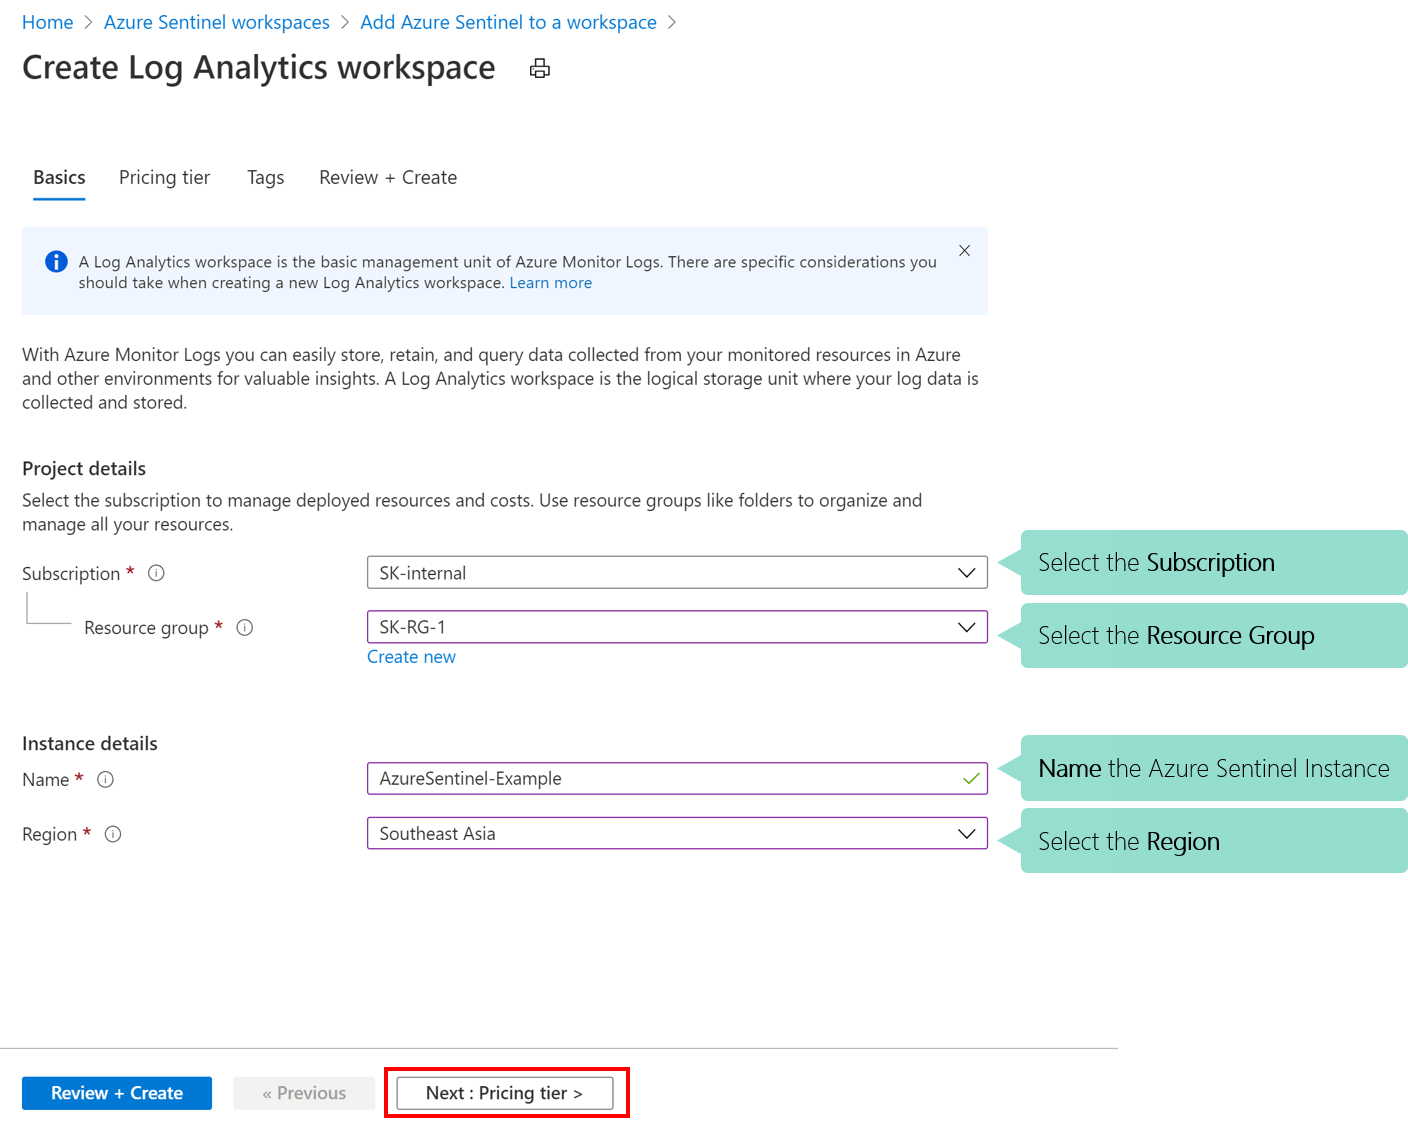 Home > Azure Sentinel workspaces > Add Azure Sentinel to a workspace >
Create Log Analytics workspace
Basics Pricing tier Tags Review + Create
A Log Analytics workspace is the basic management unit of Azure Monitor Logs. There are specific considerations you
should take when creating a new Log Analytics workspace. Learn more
With Azure Monitor Logs you can easily store, retain, and query data collected from your monitored resources in Azure
and other environments for valuable insights. A Log Analytics workspace is the logical storage unit where your log data is
collected and stored.
Project details
Select the subscription to manage deployed resources and costs. Use resource groups like folders to organize and
manage all your resources.
Subscription * SK-internal
Select the Subscription
Resource group * SK-RG-1
Select the Resource Group
Create new
Instance details
Name * AzureSentinel-Example
Name the Azure Sentinel Instance
Region * Southeast Asia
Select the Region
Review + Create « Previous Next : Pricing tier >